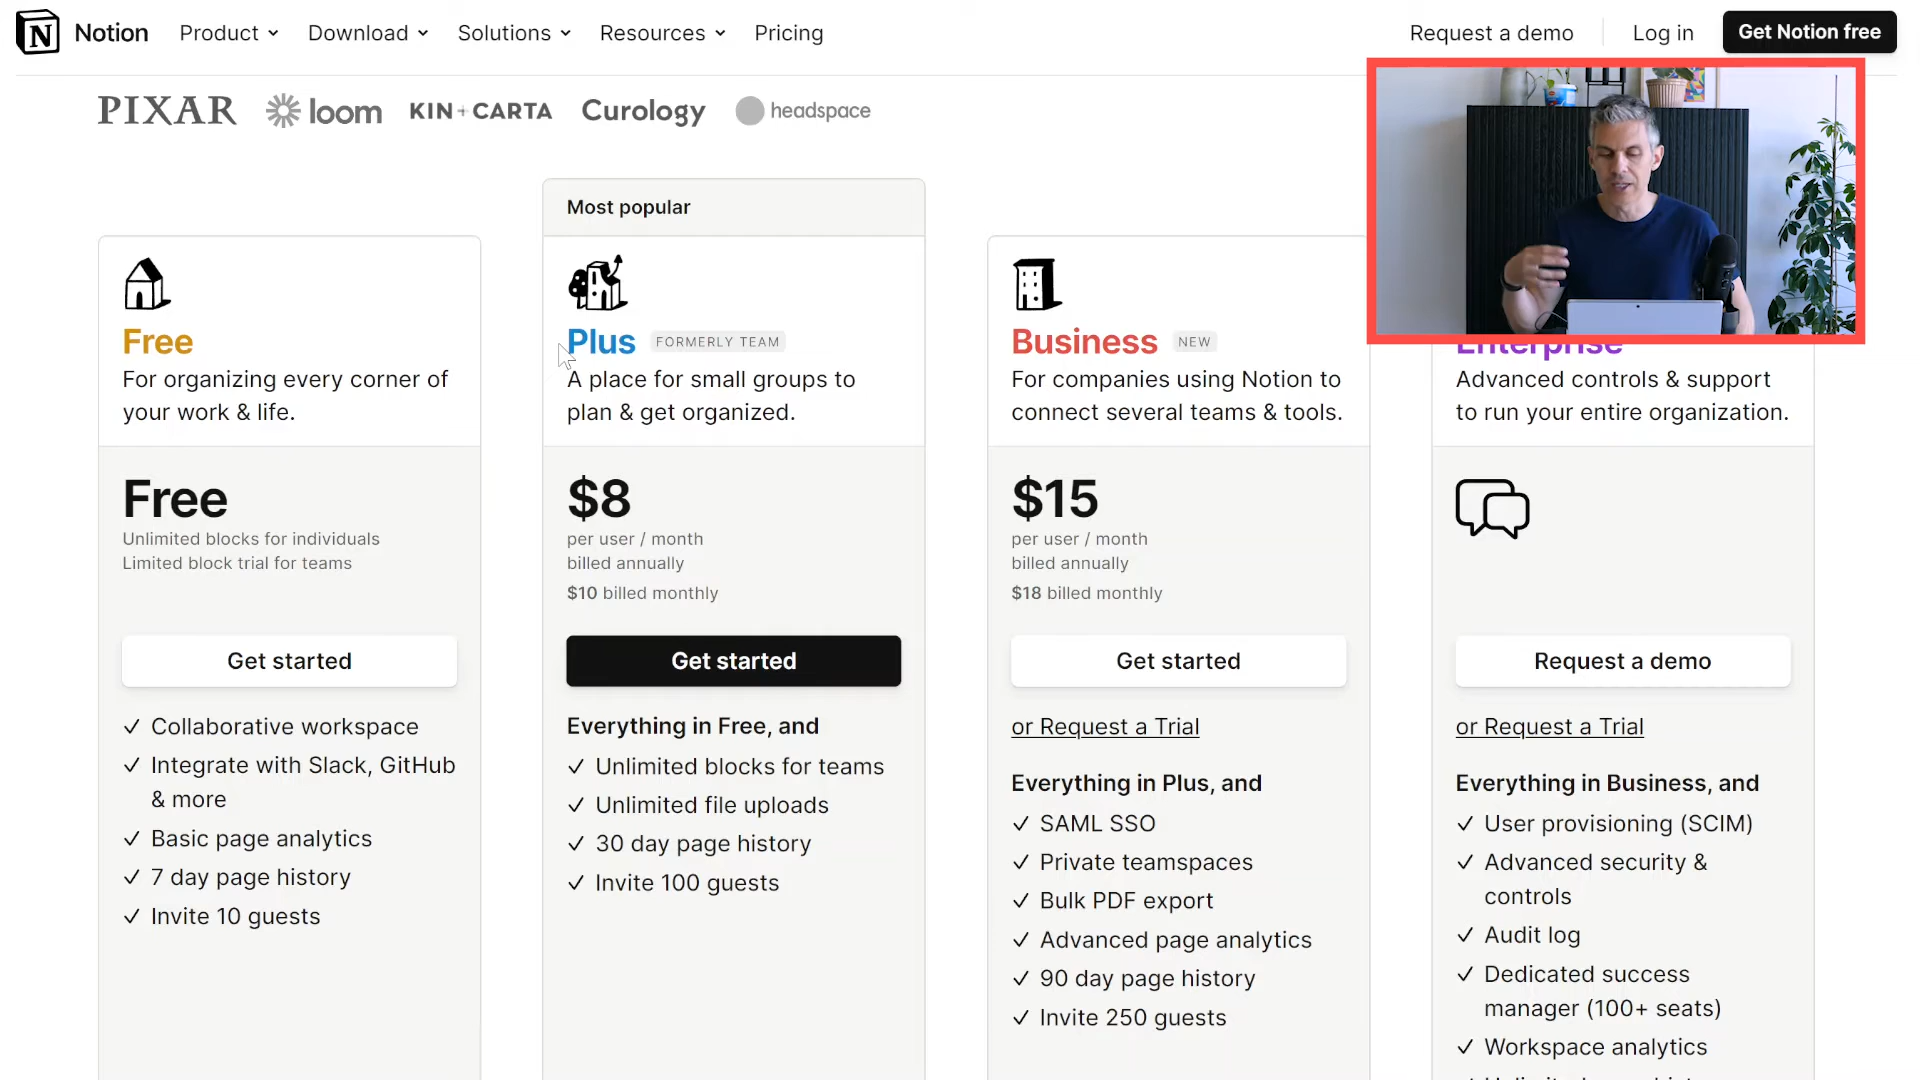 Notion
Product
Download
Solutions
Resources
Pricing
Request a demo
Log in
Get Notion free
PIXAR
loom
KIN+CARTA
Curology
headspace
Most popular
Free
For organizing every corner of
your work & life.
Free
Unlimited blocks for individuals
Limited block trial for teams
Get started
Collaborative workspace
Integrate with Slack, GitHub
& more
Basic page analytics
7 day page history
Invite 10 guests
Plus FORMERLY TEAM
A place for small groups to
plan & get organized.
$8
per user / month
billed annually
$10 billed monthly
Get started
Everything in Free, and
Unlimited blocks for teams
Unlimited file uploads
30 day page history
Invite 100 guests
Business NEW
For companies using Notion to
connect several teams & tools.
$15
per user / month
billed annually
$18 billed monthly
Get started
or Request a Trial
Everything in Plus, and
SAML SSO
Private teamspaces
Bulk PDF export
Advanced page analytics
90 day page history
Invite 250 guests
Enterprise
Advanced controls & support
to run your entire organization.
Request a demo
or Request a Trial
Everything in Business, and
User provisioning (SCIM)
Advanced security &
controls
Audit log
Dedicated success
manager (100+ seats)
Workspace analytics